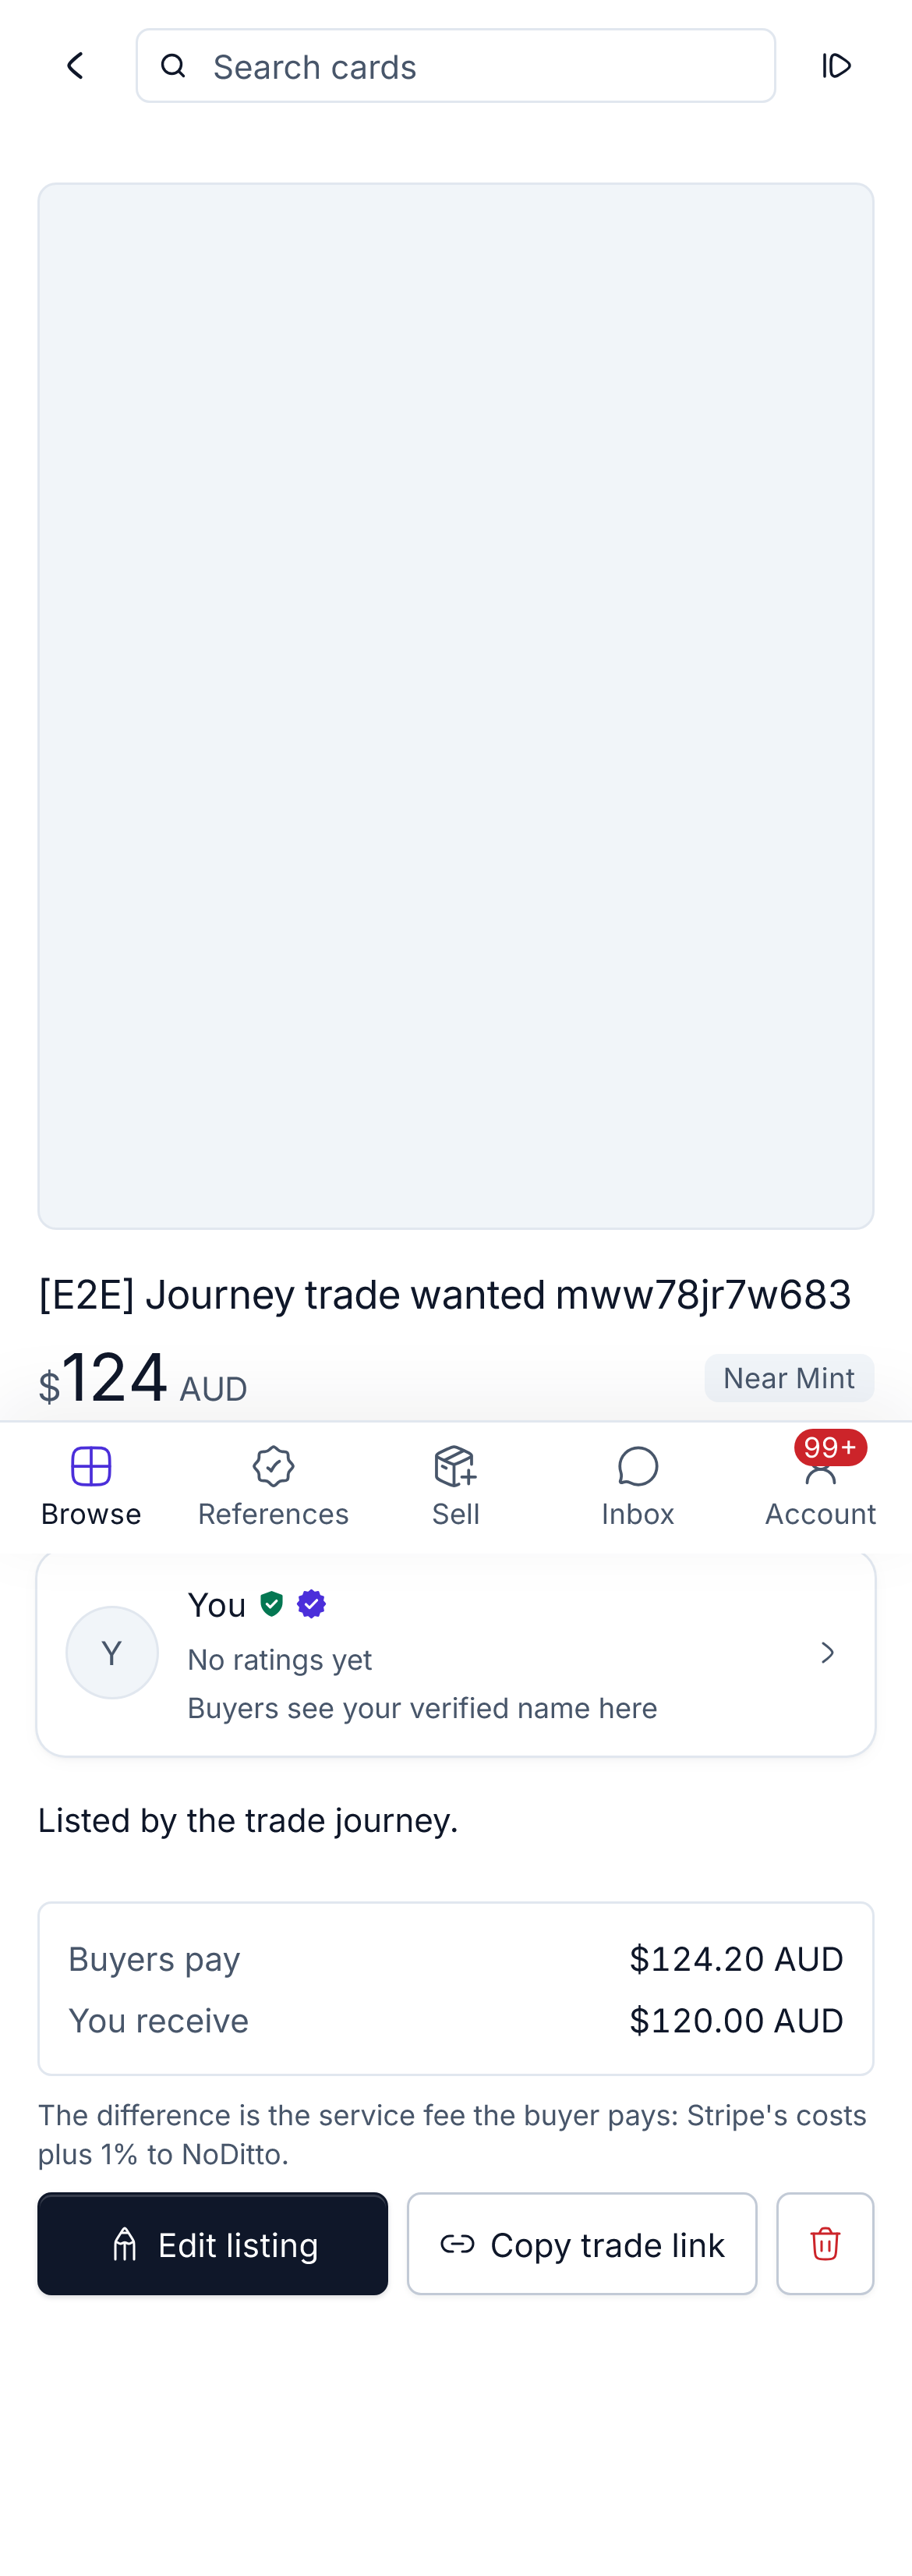 Search cards
[E2E] Journey trade wanted mww78jr7w683
$124 AUD
Near Mint
99+
Browse
References
Sell
Inbox
Account
Y
You
No ratings yet
Buyers see your verified name here
Listed by the trade journey.
Buyers pay
$124.20 AUD
You receive
$120.00 AUD
The difference is the service fee the buyer pays: Stripe's costs
plus 1% to NoDitto.
Edit listing
Copy trade link